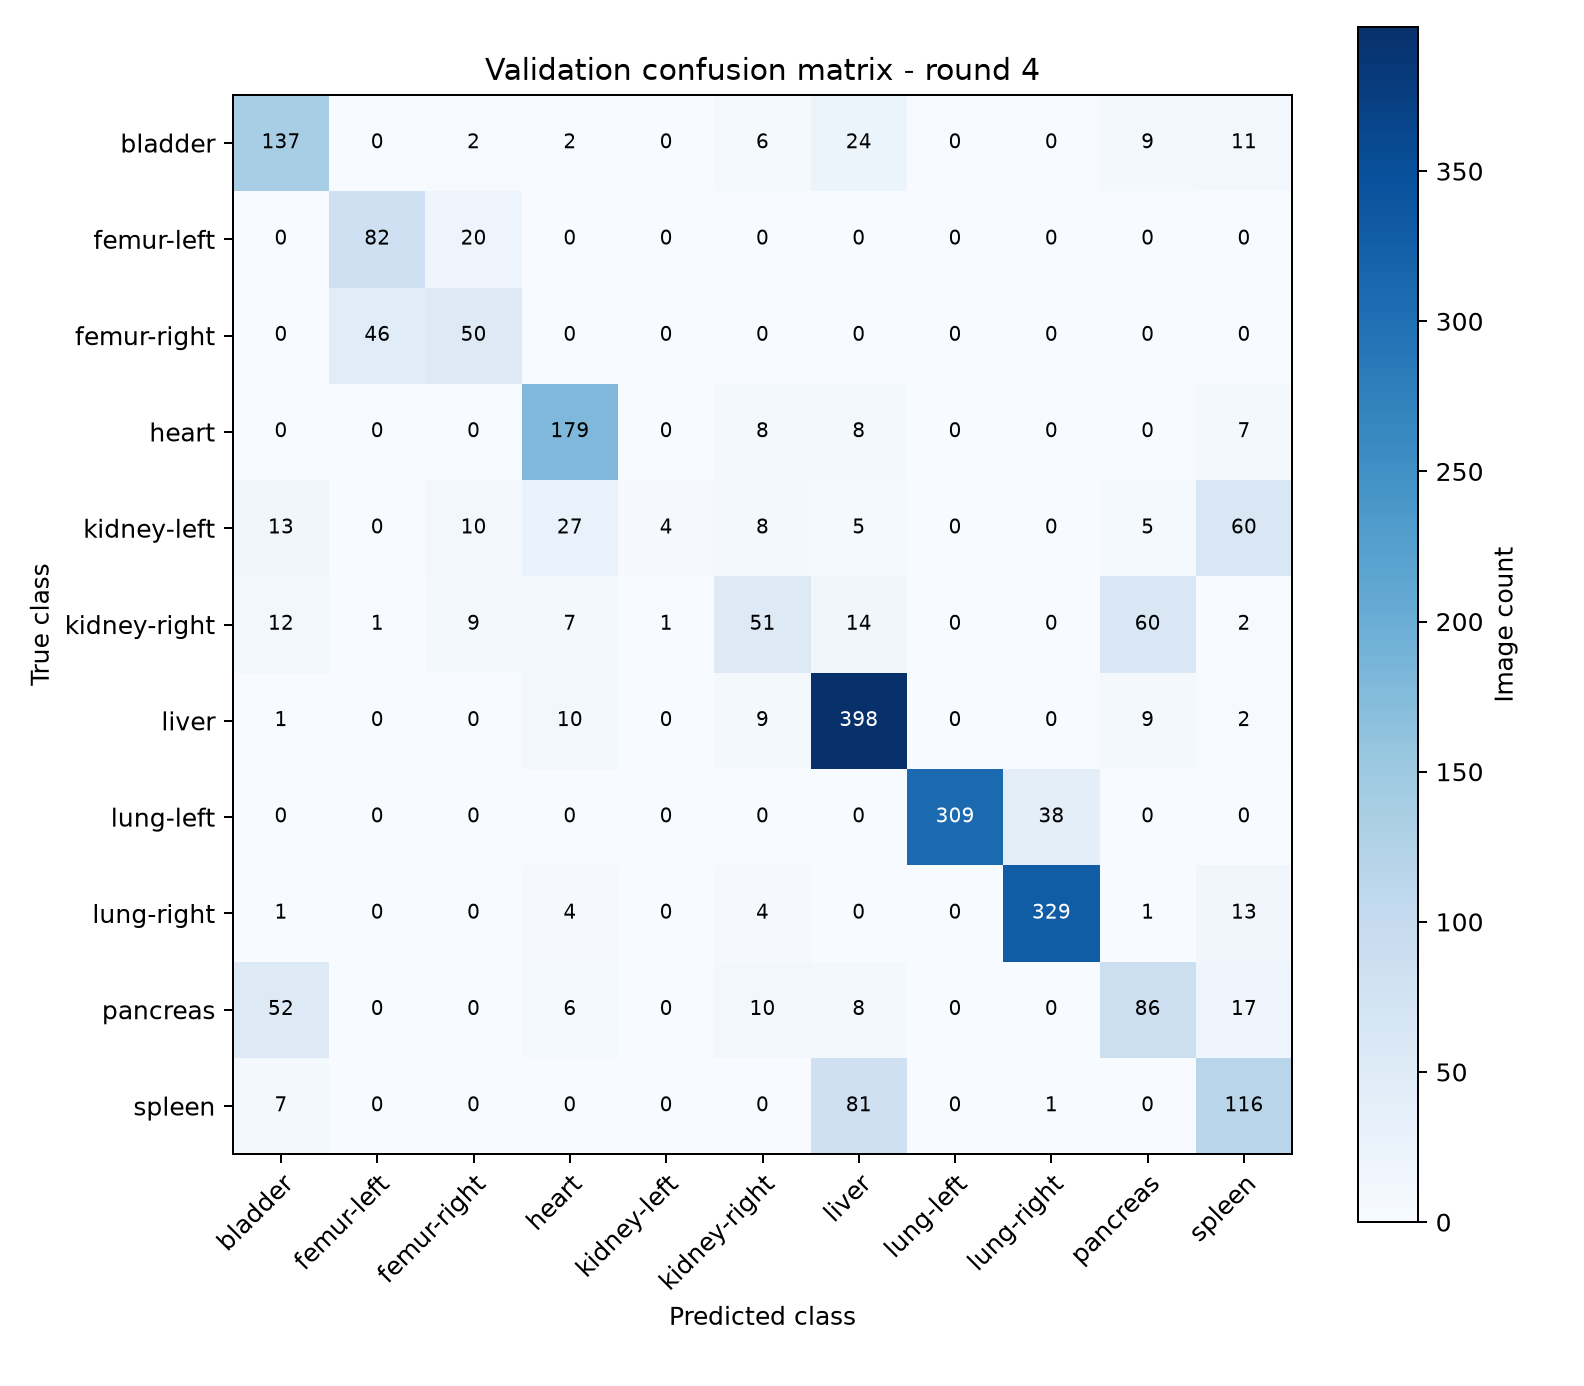 Validation confusion matrix - round 4
bladder 137 0 2 2 0 6 24 0 0 9 11
femur-left 0 82 20 0 0 0 0 0 0 0 0
femur-right 0 46 50 0 0 0 0 0 0 0 0
heart 0 0 0 179 0 8 8 0 0 0 7
kidney-left 13 0 10 27 4 8 5 0 0 5 60
kidney-right 12 1 9 7 1 51 14 0 0 60 2
liver 1 0 0 10 0 9 398 0 0 9 2
lung-left 0 0 0 0 0 0 0 309 38 0 0
lung-right 1 0 0 4 0 4 0 0 329 1 13
pancreas 52 0 0 6 0 10 8 0 0 86 17
spleen 7 0 0 0 0 0 81 0 1 0 116
bladder femur-left femur-right heart kidney-left kidney-right liver lung-left lung-right pancreas spleen
Predicted class
True class
350
300
250
200
150
100
50
0
Image count